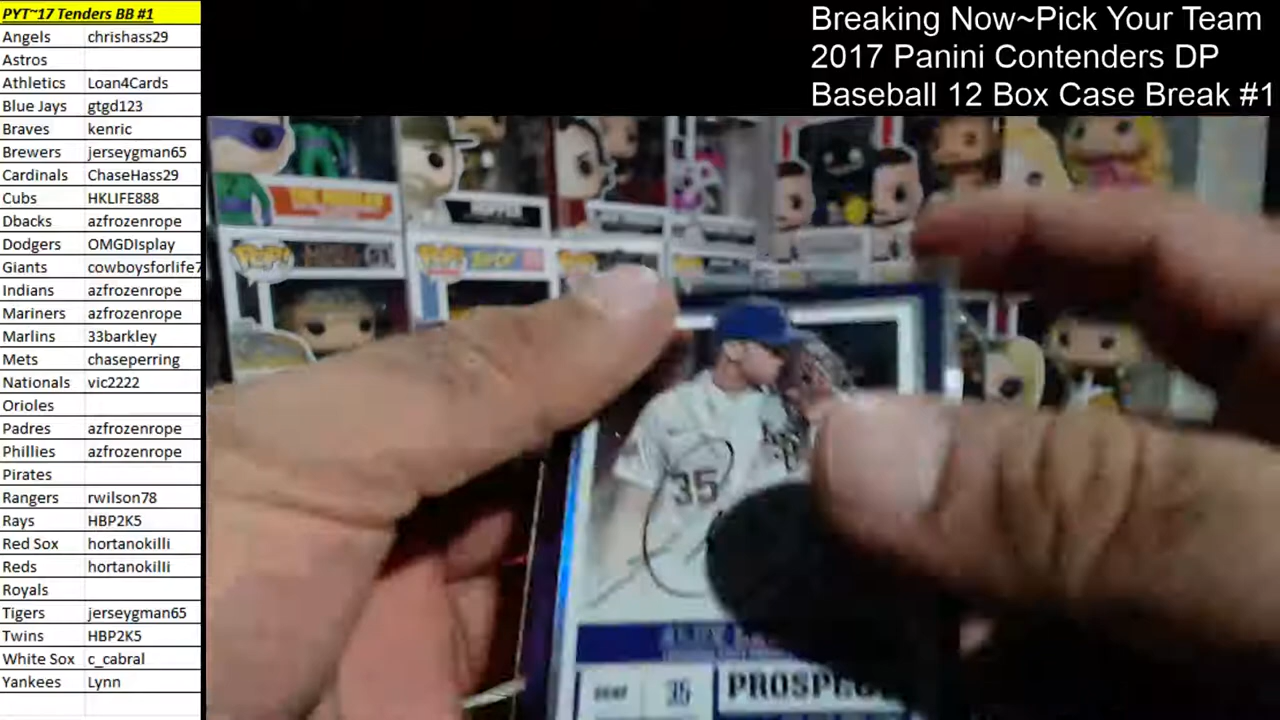 PYT~17 Tenders BB #1
Angels chrishass29
Astros
Athletics Loan4Cards
Blue Jays gtgd123
Braves kenric
Brewers jerseygman65
Cardinals ChaseHass29
Cubs HKLIFE888
Dbacks azfrozenrope
Dodgers OMGDIsplay
Giants cowboysforlife7
Indians azfrozenrope
Mariners azfrozenrope
Marlins 33barkley
Mets chaseperring
Nationals vic2222
Orioles
Padres azfrozenrope
Phillies azfrozenrope
Pirates
Rangers rwilson78
Rays HBP2K5
Red Sox hortanokilli
Reds hortanokilli
Royals
Tigers jerseygman65
Twins HBP2K5
White Sox c_cabral
Yankees Lynn
Breaking Now~Pick Your Team
2017 Panini Contenders DP
Baseball 12 Box Case Break #1
POP!
POP!
35
35
PROSPE